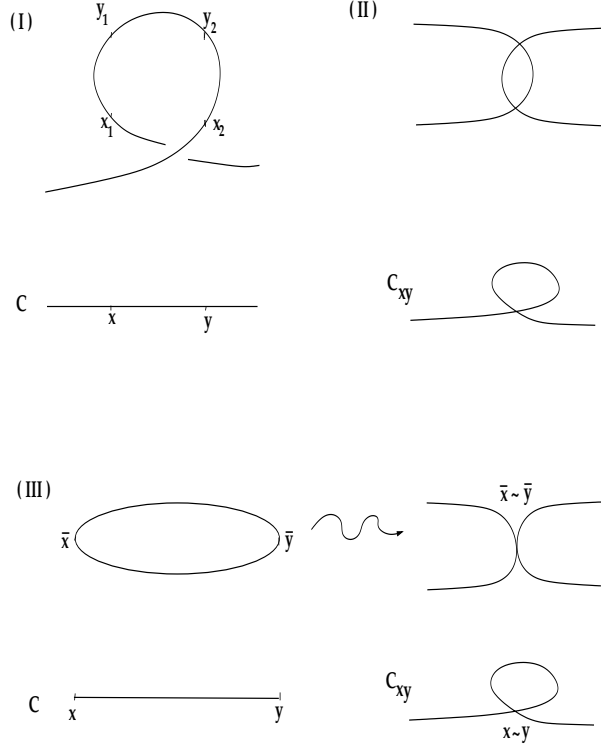 (I)
y1 y2
x1 x2
C
x y
(II)
Cxy
(III)
x̄ ȳ
x̄ ~ ȳ
C
x y
Cxy
x~y